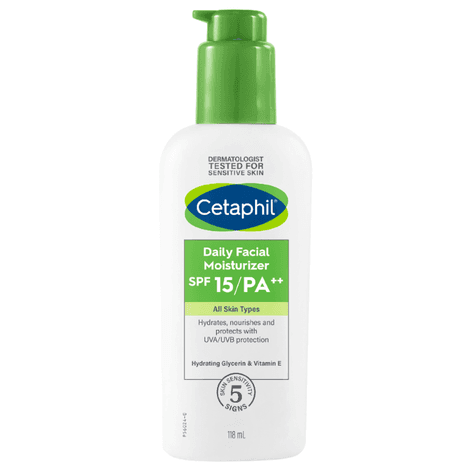 DERMATOLOGIST
TESTED FOR
SENSITIVE SKIN
Cetaphil
Daily Facial
Moisturizer
SPF 15/PA++
All Skin Types
Hydrates, nourishes and
protects with
UVA/UVB protection
Hydrating Glycerin & Vitamin E
SKIN SENSITIVITY
5
SIGNS
118 mL